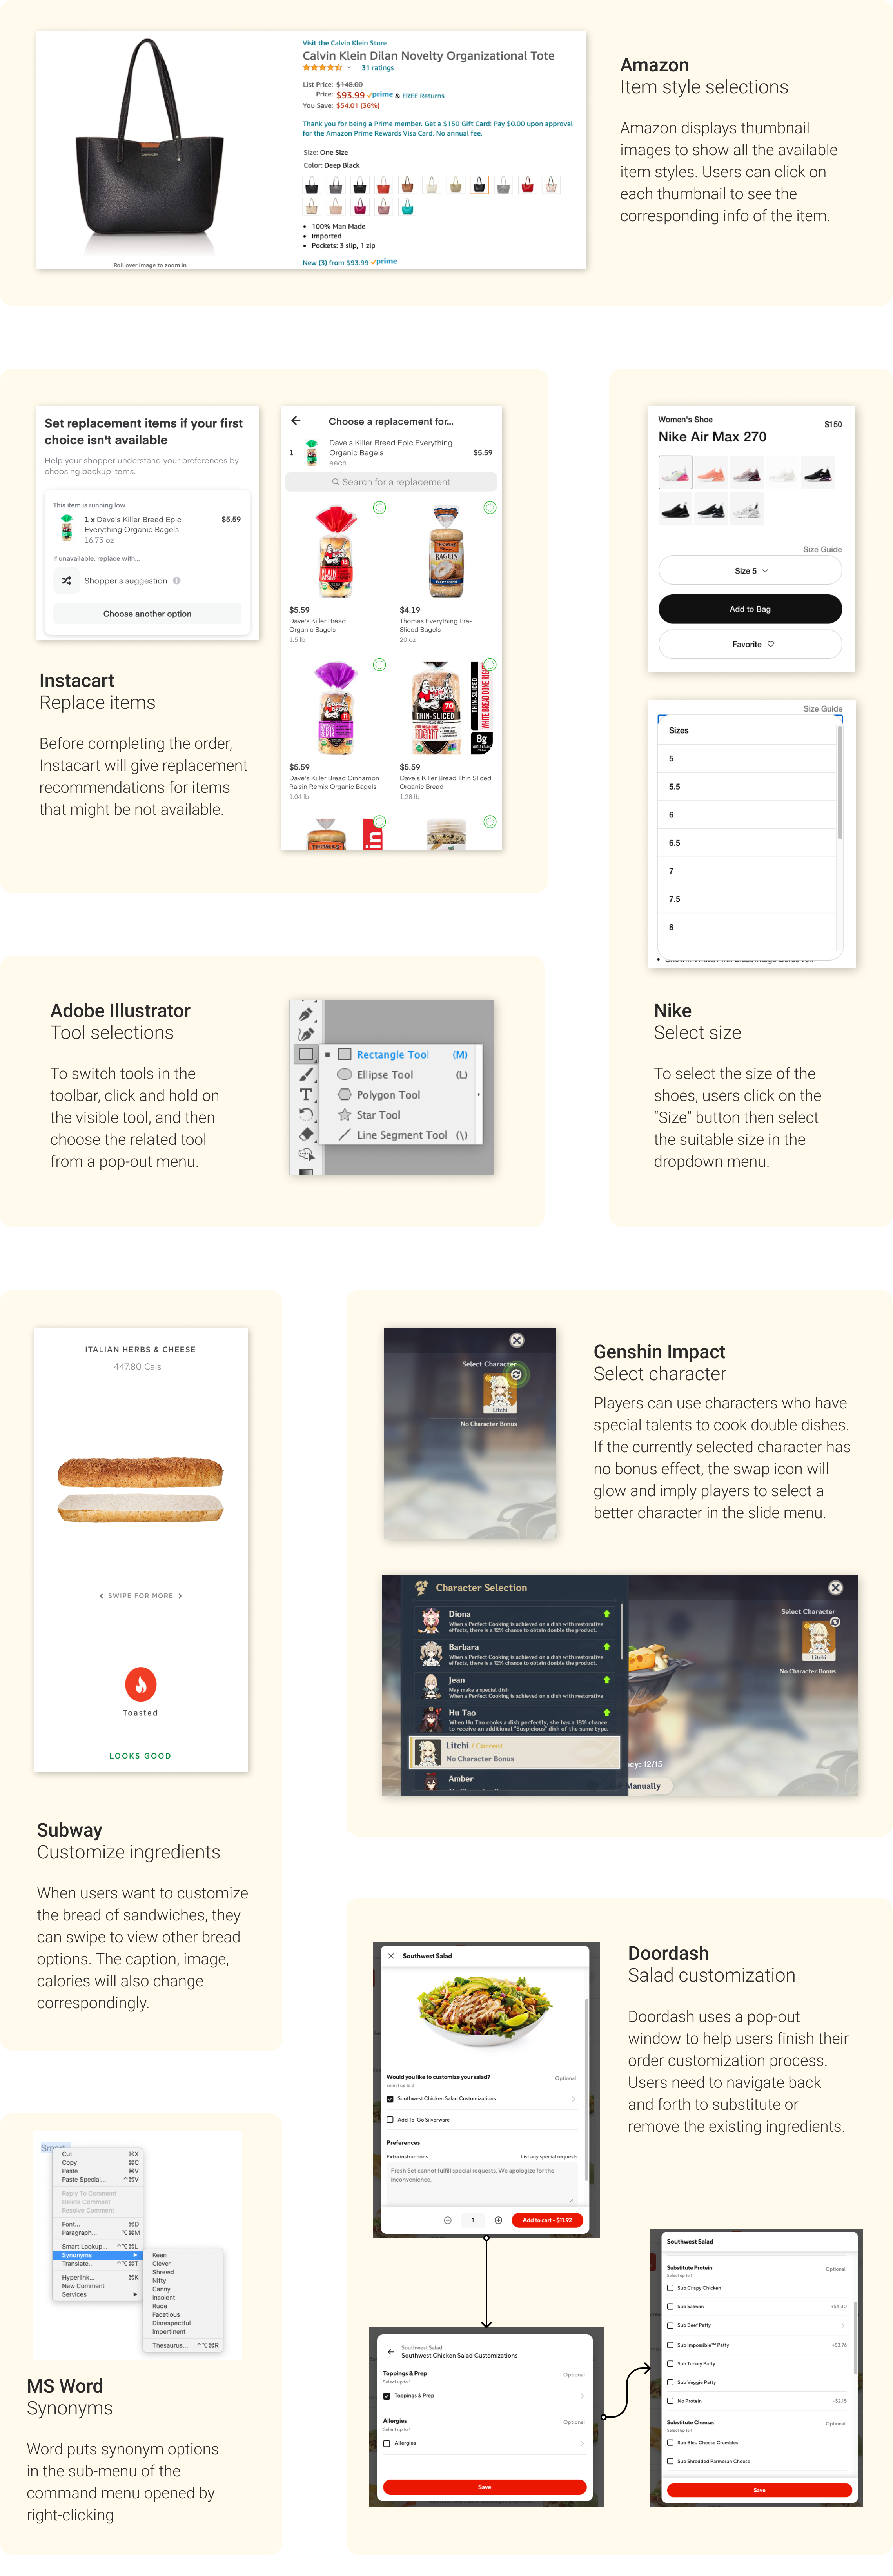 Visit the Calvin Klein Store
Calvin Klein Dilan Novelty Organizational Tote
31 ratings
List Price: $148.00
Price: $93.99 prime & FREE Returns
You Save: $54.01 (36%)
Thank you for being a Prime member. Get a $150 Gift Card: Pay $0.00 upon approval
for the Amazon Prime Rewards Visa Card. No annual fee.
Size: One Size
Color: Deep Black
• 100% Man Made
• Imported
• Pockets: 3 slip, 1 zip
New (3) from $93.99 prime
Roll over image to zoom in
Amazon
Item style selections
Amazon displays thumbnail
images to show all the available
item styles. Users can click on
each thumbnail to see the
corresponding info of the item.
Set replacement items if your first
choice isn't available
Help your shopper understand your preferences by
choosing backup items.
This item is running low
1 x Dave's Killer Bread Epic
Everything Organic Bagels
$5.59
16.75 oz
If unavailable, replace with...
Shopper's suggestion
Choose another option
Instacart
Replace items
Before completing the order,
Instacart will give replacement
recommendations for items
that might be not available.
Choose a replacement for...
1
Dave's Killer Bread Epic Everything
Organic Bagels
each
$5.59
Search for a replacement
PLAIN
THOMAS
BAGELS
$5.59
Dave's Killer Bread
Organic Bagels
1.5 lb
$4.19
Thomas Everything Pre-
Sliced Bagels
20 oz
THIN-SLICED
70
WHITE BREAD DONE RIGHT
8g
$5.59
Dave's Killer Bread Cinnamon
Raisin Remix Organic Bagels
1.04 lb
$5.59
Dave's Killer Bread Thin Sliced
Organic Bread
1.28 lb
THOMAS
Women's Shoe
$150
Nike Air Max 270
Size Guide
Size 5
Add to Bag
Favorite
Size Guide
Sizes
5
5.5
6
6.5
7
7.5
8
Nike
Select size
To select the size of the
shoes, users click on the
“Size” button then select
the suitable size in the
dropdown menu.
Adobe Illustrator
Tool selections
To switch tools in the
toolbar, click and hold on
the visible tool, and then
choose the related tool
from a pop-out menu.
T
Rectangle Tool (M)
Ellipse Tool (L)
Polygon Tool
Star Tool
Line Segment Tool (\)
ITALIAN HERBS & CHEESE
447.80 Cals
SWIPE FOR MORE
Toasted
LOOKS GOOD
Subway
Customize ingredients
When users want to customize
the bread of sandwiches, they
can swipe to view other bread
options. The caption, image,
calories will also change
correspondingly.
Select Character
Litchi
No Character Bonus
Genshin Impact
Select character
Players can use characters who have
special talents to cook double dishes.
If the currently selected character has
no bonus effect, the swap icon will
glow and imply players to select a
better character in the slide menu.
Character Selection
Diona
When a Perfect Cooking is achieved on a dish with restorative
effects, there is a 12% chance to obtain double the product.
Barbara
When a Perfect Cooking is achieved on a dish with restorative
effects, there is a 12% chance to obtain double the product.
Jean
May make a special dish
When a Perfect Cooking is achieved on a dish with restorative
Hu Tao
When Hu Tao cooks a dish perfectly, she has a 18% chance
to receive an additional "Suspicious" dish of the same type.
Litchi / Current
No Character Bonus
Amber
Select Character
Litchi
No Character Bonus
cy: 12/15
Manually
Southwest Salad
Would you like to customize your salad?
Optional
Select up to 2
Southwest Chicken Salad Customizations
Add To-Go Silverware
Preferences
Extra instructions
List any special requests
Fresh Set cannot fulfill special requests. We apologize for the
inconvenience.
1
Add to cart - $11.92
Doordash
Salad customization
Doordash uses a pop-out
window to help users finish their
order customization process.
Users need to navigate back
and forth to substitute or
remove the existing ingredients.
Southwest Salad
Southwest Chicken Salad Customizations
Toppings & Prep
Optional
Select up to 1
Toppings & Prep
Allergies
Optional
Select up to 1
Allergies
Save
Southwest Salad
Substitute Protein:
Optional
Select up to 1
Sub Crispy Chicken
Sub Salmon
+$4.30
Sub Beef Patty
Sub Impossible™ Patty
+$3.76
Sub Turkey Patty
Sub Veggie Patty
No Protein
-$2.15
Substitute Cheese:
Optional
Select up to 1
Sub Bleu Cheese Crumbles
Sub Shredded Parmesan Cheese
Save
Smart
Cut ⌘X
Copy ⌘C
Paste ⌘V
Paste Special... ^⌘V
Reply To Comment
Delete Comment
Resolve Comment
Font... ⌘D
Paragraph... ⌥⌘M
Smart Lookup... ^⌥⌘L
Synonyms
Translate... ^⌥⌘T
Hyperlink... ⌘K
New Comment
Services
Keen
Clever
Shrewd
Nifty
Canny
Insolent
Rude
Facetious
Disrespectful
Impertinent
Thesaurus... ^⌥⌘R
MS Word
Synonyms
Word puts synonym options
in the sub-menu of the
command menu opened by
right-clicking